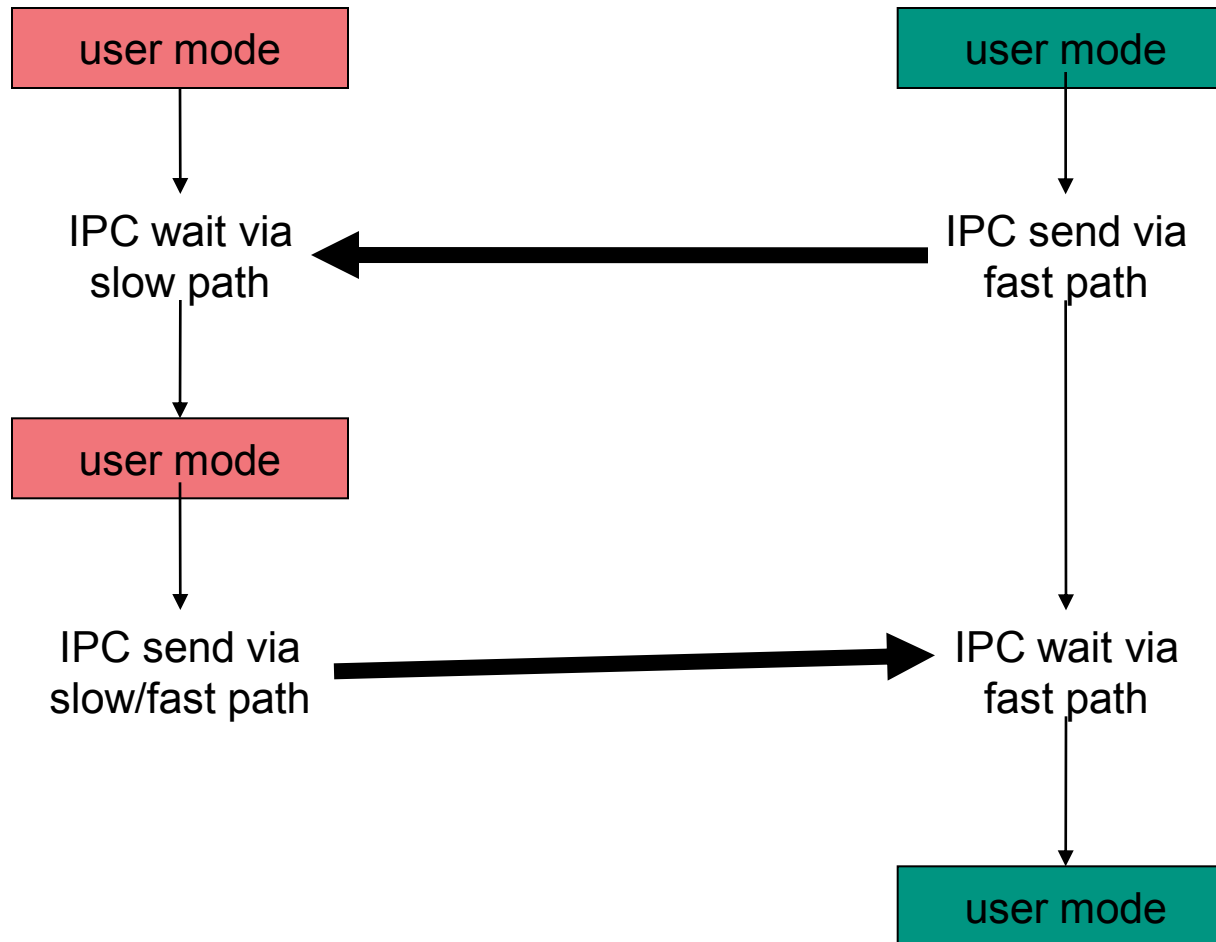 user mode
user mode
IPC wait via
slow path
IPC send via
fast path
user mode
IPC send via
slow/fast path
IPC wait via
fast path
user mode